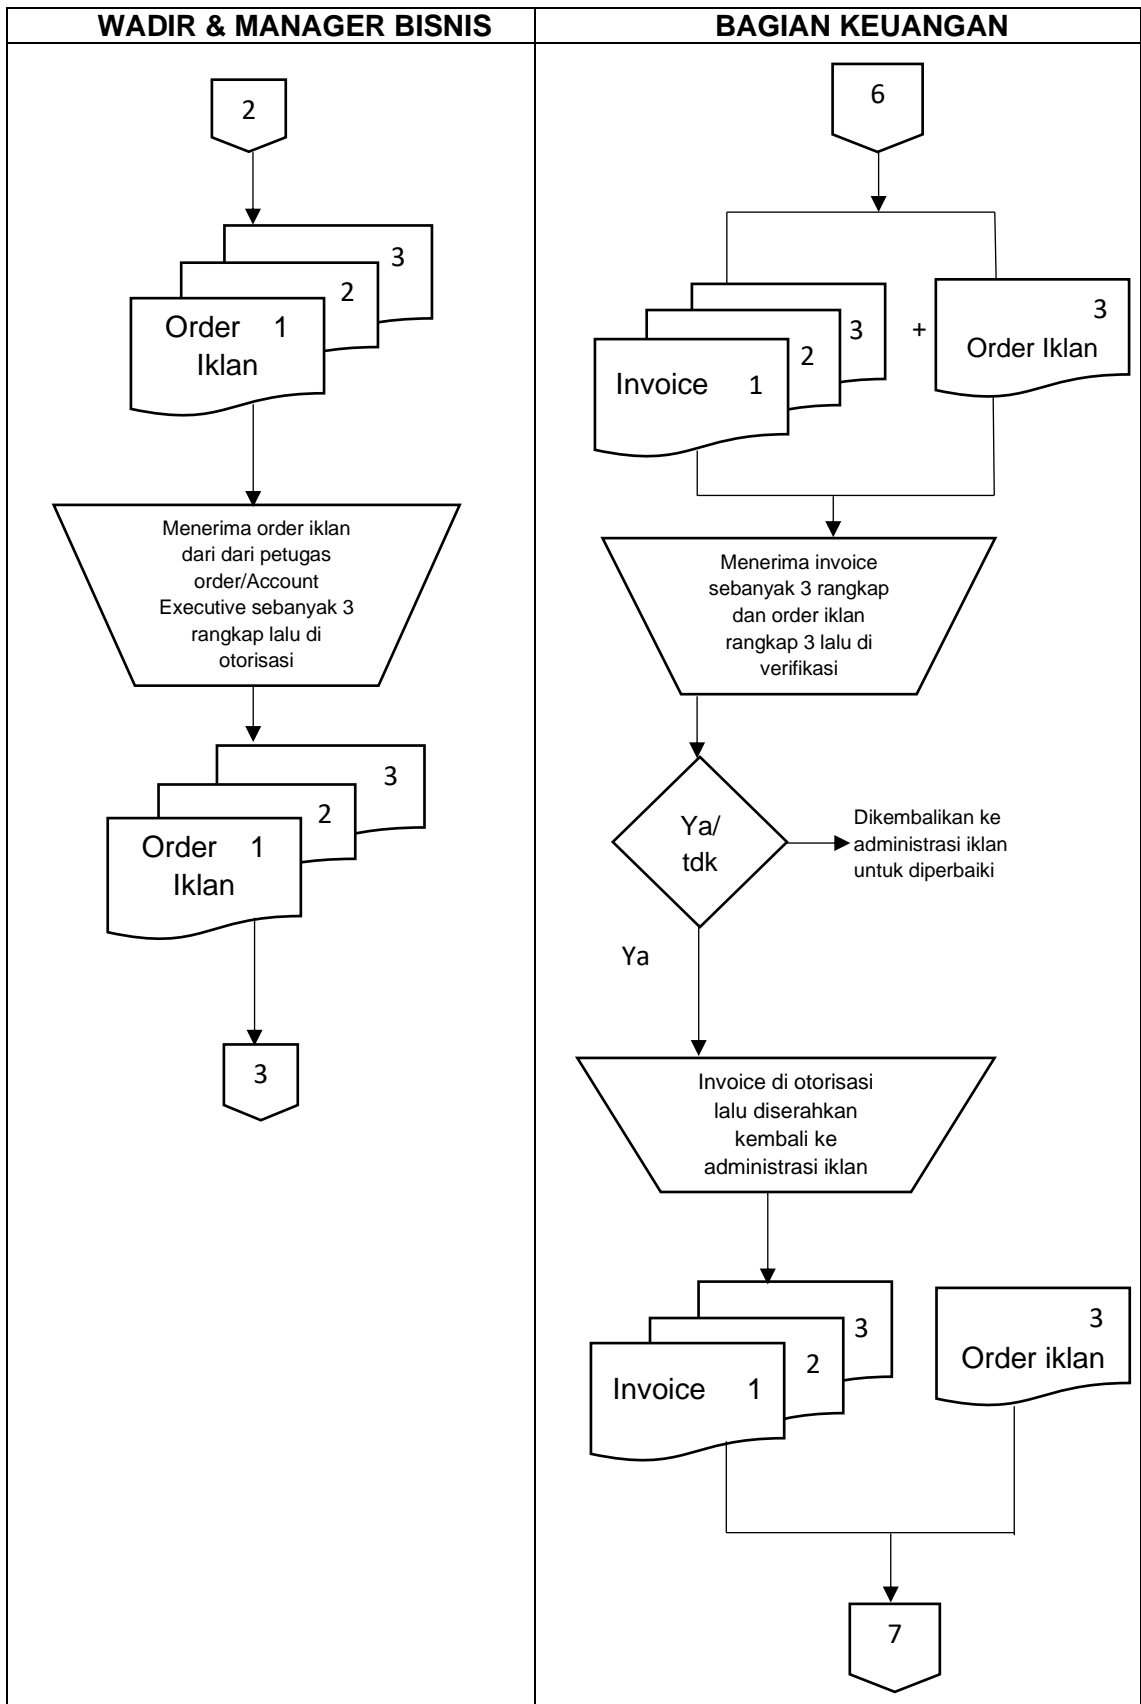 WADIR & MANAGER BISNIS
2
3
2
Order 1
Iklan
Menerima order iklan
dari dari petugas
order/Account
Executive sebanyak 3
rangkap lalu di
otorisasi
3
2
Order 1
Iklan
3
BAGIAN KEUANGAN
6
3
2
Invoice 1
+
3
Order Iklan
Menerima invoice
sebanyak 3 rangkap
dan order iklan
rangkap 3 lalu di
verifikasi
Ya/
tdk
Dikembalikan ke
administrasi iklan
untuk diperbaiki
Ya
Invoice di otorisasi
lalu diserahkan
kembali ke
administrasi iklan
3
2
Invoice 1
3
Order iklan
7